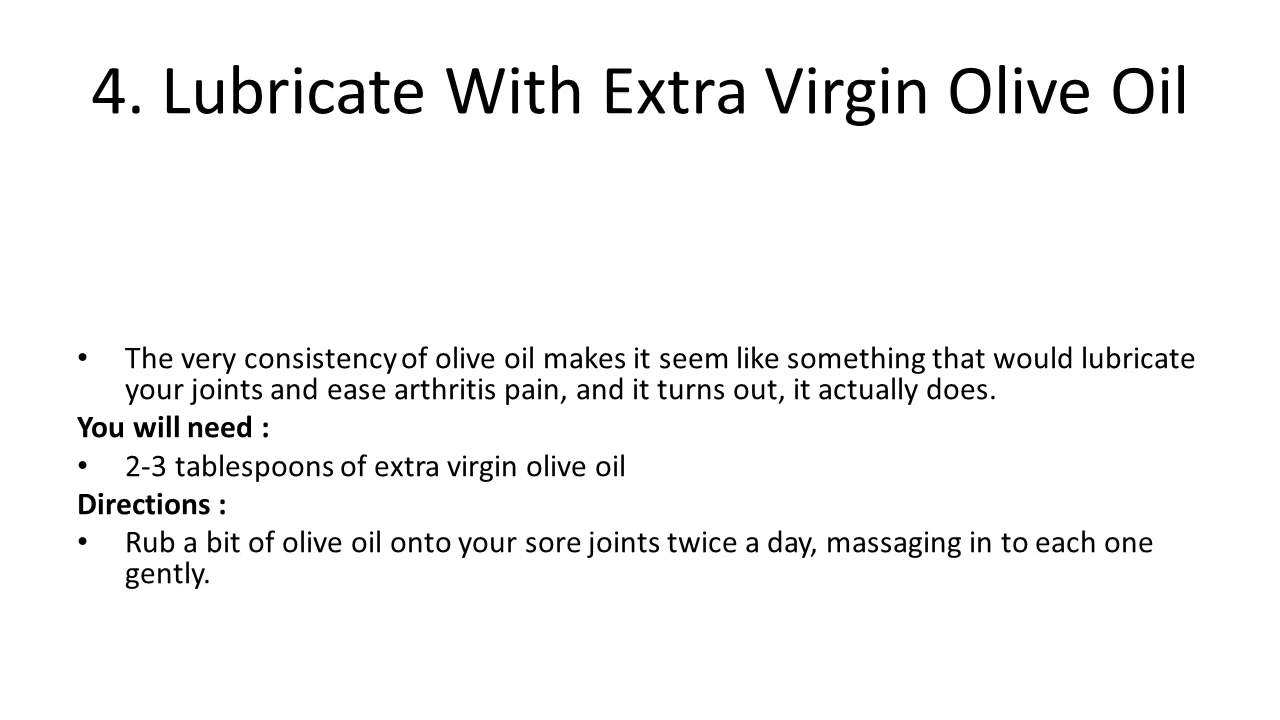 4. Lubricate With Extra Virgin Olive Oil
• The very consistency of olive oil makes it seem like something that would lubricate
your joints and ease arthritis pain, and it turns out, it actually does.
You will need :
• 2-3 tablespoons of extra virgin olive oil
Directions :
• Rub a bit of olive oil onto your sore joints twice a day, massaging in to each one
gently.